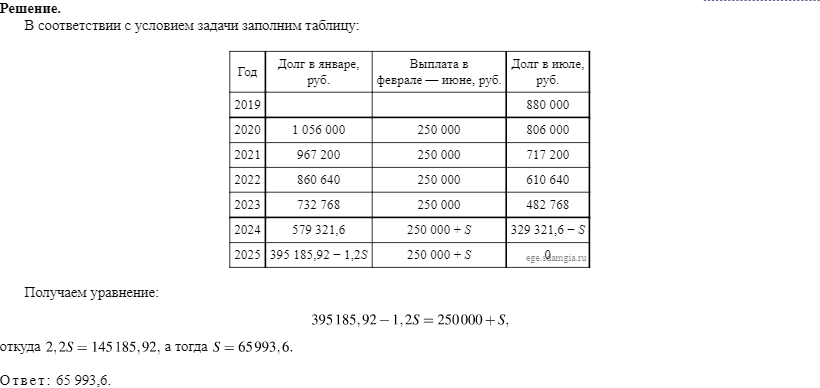 Решение.
В соответствии с условием задачи заполним таблицу:
Год Долг в январе, руб. Выплата в феврале — июне, руб. Долг в июле, руб.
2019 880 000
2020 1 056 000 250 000 806 000
2021 967 200 250 000 717 200
2022 860 640 250 000 610 640
2023 732 768 250 000 482 768
2024 579 321,6 250 000 + S 329 321,6 − S
2025 395 185,92 − 1,2S 250 000 + S 0
ege.sdamgia.ru
Получаем уравнение:
395185,92 − 1,2S = 250000 + S,
откуда 2,2S = 145185,92, а тогда S = 65993,6.
Ответ: 65 993,6.